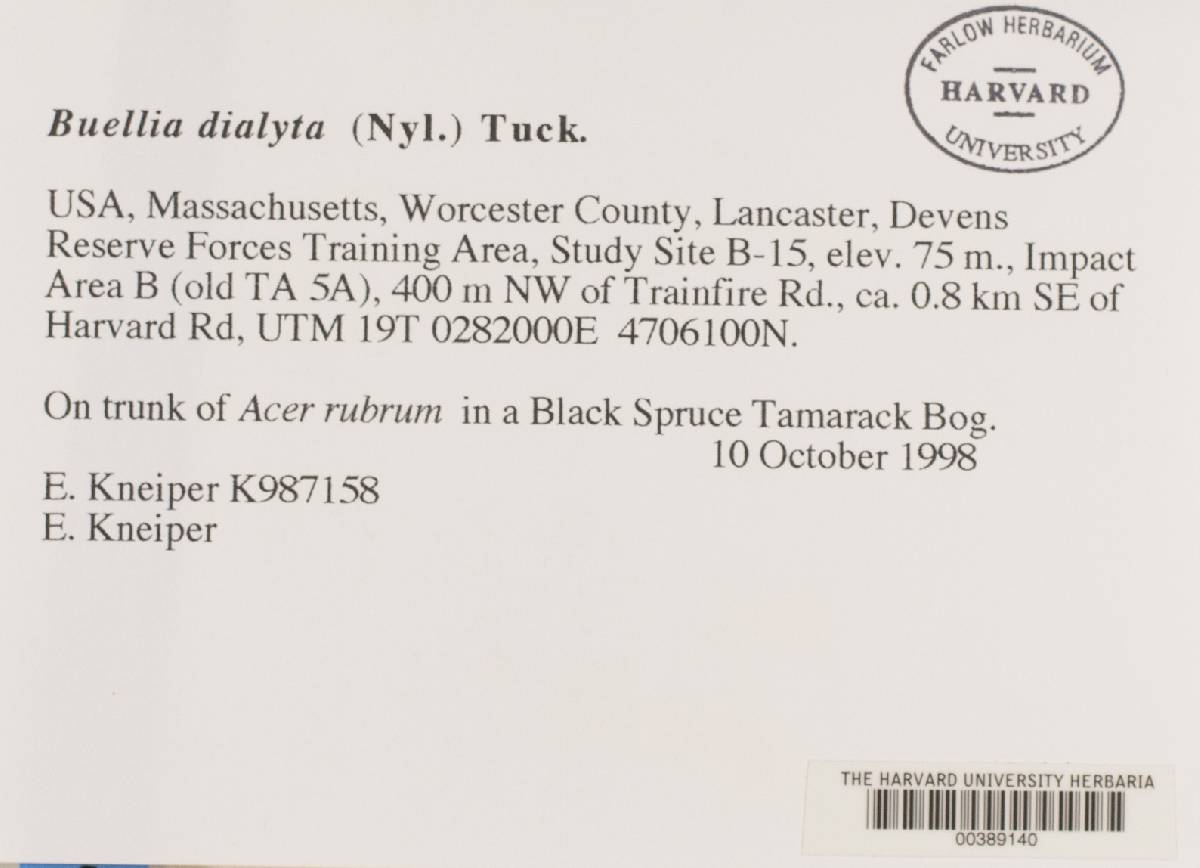 FARLOW HERBARIUM
HARVARD
UNIVERSITY
Buellia dialyta (Nyl.) Tuck.
USA, Massachusetts, Worcester County, Lancaster, Devens
Reserve Forces Training Area, Study Site B-15, elev. 75 m., Impact
Area B (old TA 5A), 400 m NW of Trainfire Rd., ca. 0.8 km SE of
Harvard Rd, UTM 19T 0282000E 4706100N.
On trunk of Acer rubrum in a Black Spruce Tamarack Bog.
10 October 1998
E. Kneiper K987158
E. Kneiper
THE HARVARD UNIVERSITY HERBARIA
00389140